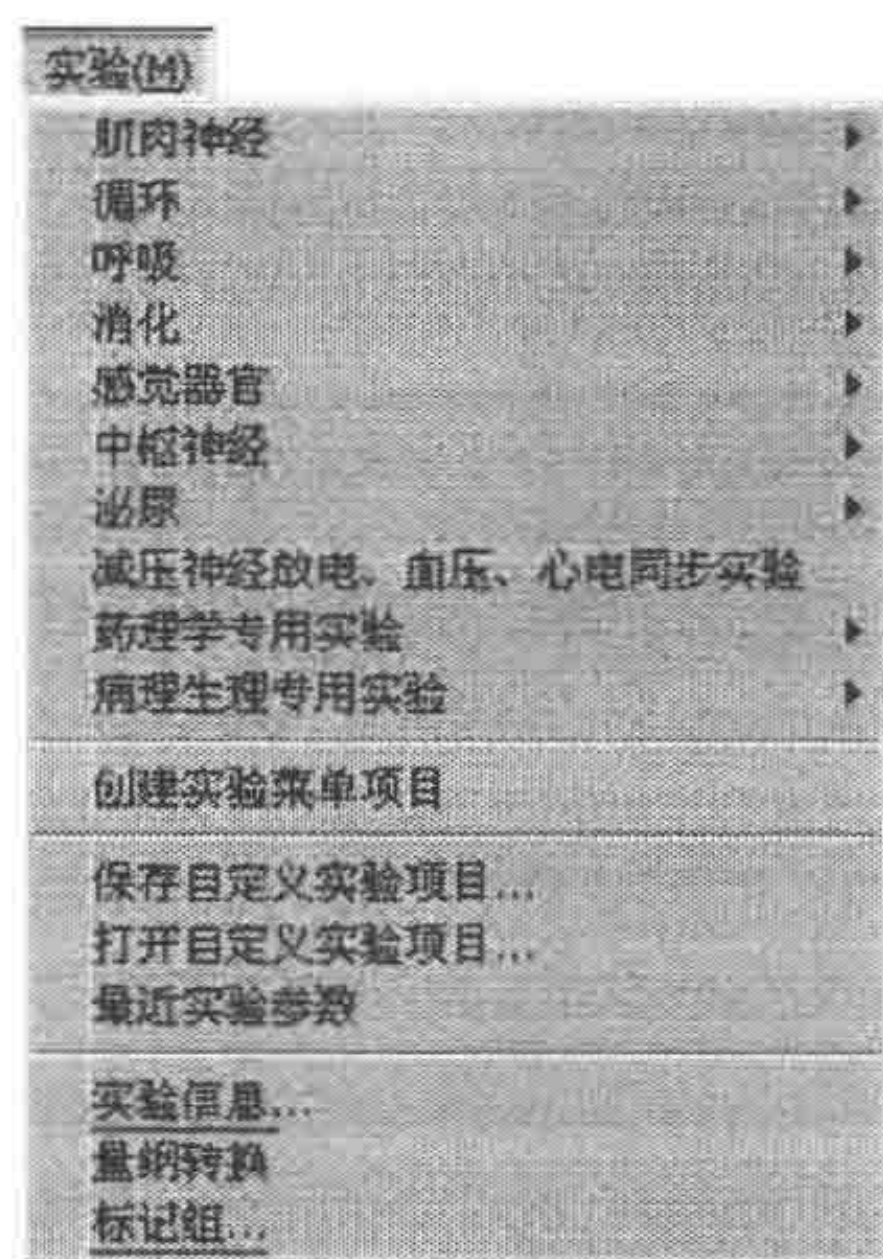 实验(M)
肌肉神经
循环
呼吸
消化
感觉器官
中枢神经
泌尿
减压神经放电、血压、心电同步实验
药理学专用实验
病理生理专用实验
创建实验菜单项目
保存自定义实验项目...
打开自定义实验项目...
最近实验参数
实验信息...
量纲转换
标记组...